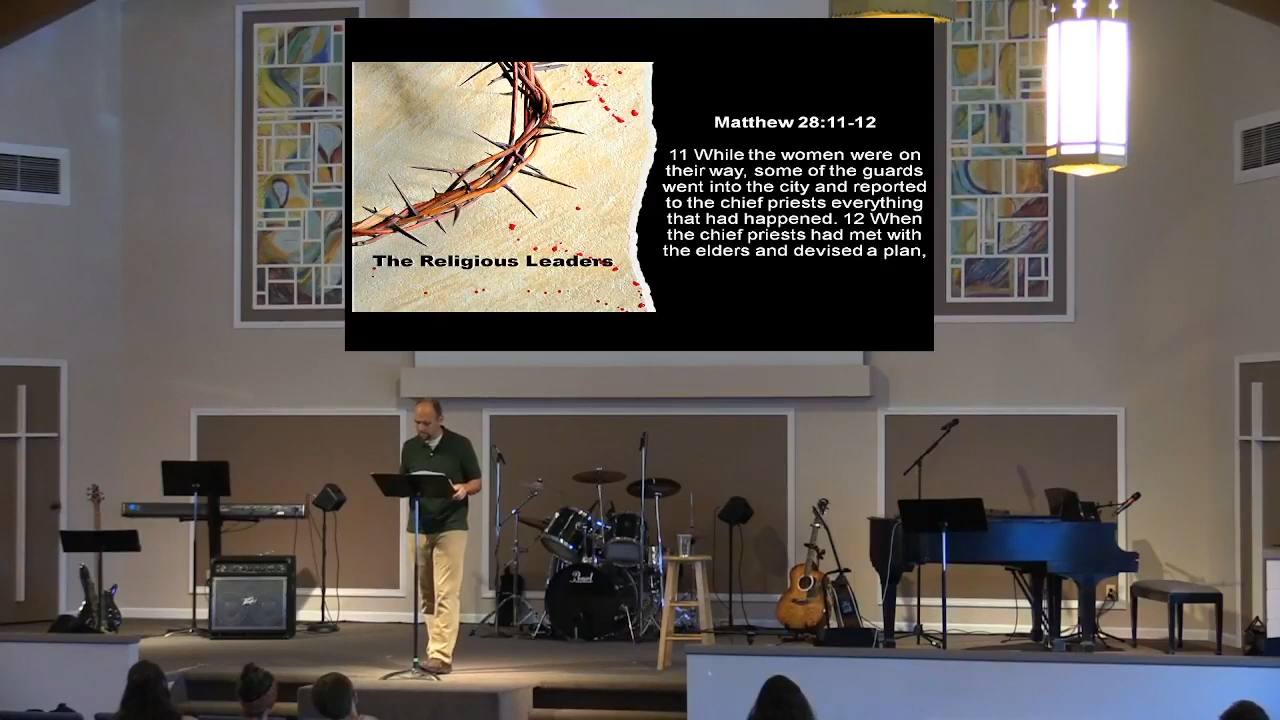 Matthew 28:11-12
11 While the women were on
their way, some of the guards
went into the city and reported
to the chief priests everything
that had happened. 12 When
the chief priests had met with
the elders and devised a plan,
The Religious Leaders
Pearl
Peavey